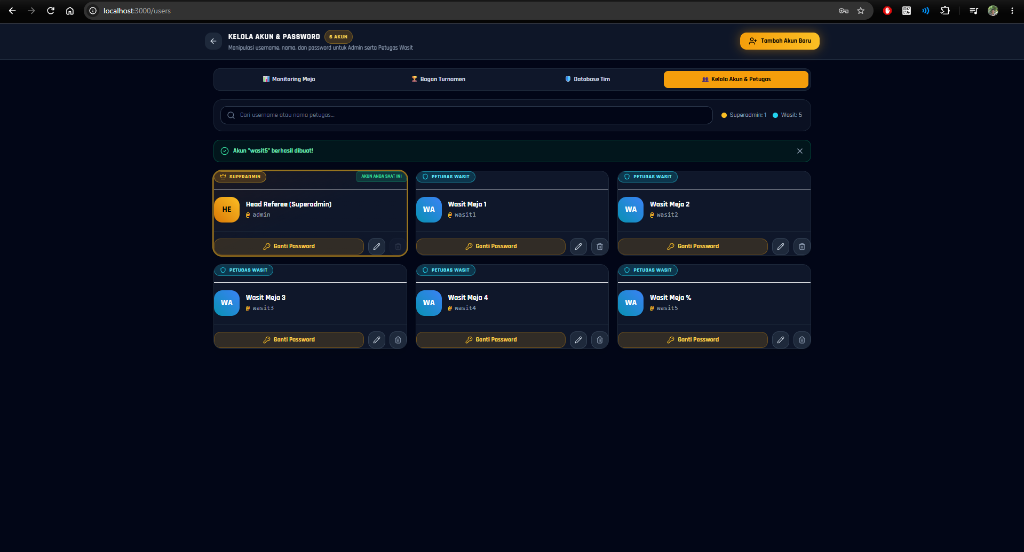 localhost:3000/users
KELOLA AKUN & PASSWORD
6 AKUN
Manipulasi username, nama, dan password untuk Admin serta Petugas Wasit
Tambah Akun Baru
Monitoring Meja
Bagan Turnamen
Database Tim
Kelola Akun & Petugas
Cari username atau nama petugas...
Superadmin: 1
Wasit: 5
Akun "wasit5" berhasil dibuat!
SUPERADMIN
AKUN ANDA SAAT INI
HE
Head Referee (Superadmin)
@ admin
Ganti Password
PETUGAS WASIT
WA
Wasit Meja 1
@ wasit1
Ganti Password
PETUGAS WASIT
WA
Wasit Meja 2
@ wasit2
Ganti Password
PETUGAS WASIT
WA
Wasit Meja 3
@ wasit3
Ganti Password
PETUGAS WASIT
WA
Wasit Meja 4
@ wasit4
Ganti Password
PETUGAS WASIT
WA
Wasit Meja %
@ wasit5
Ganti Password